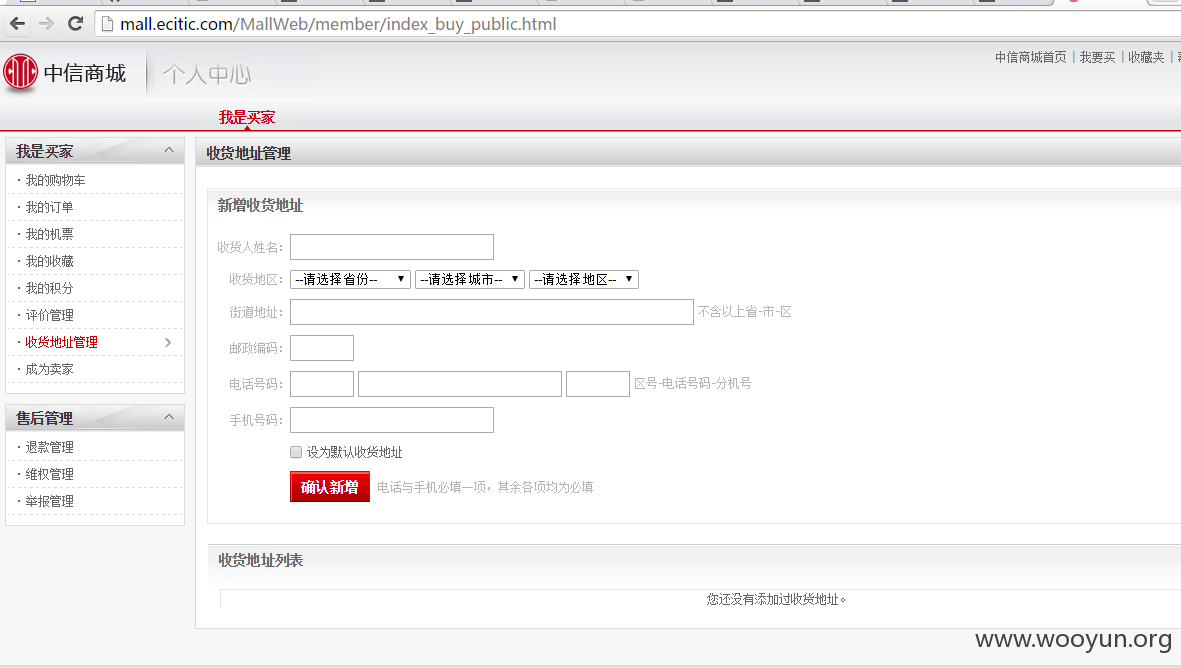 mall.ecitic.com/MallWeb/member/index_buy_public.html
中信商城 个人中心
中信商城首页 | 我要买 | 收藏夹 |
我是买家
我是买家
· 我的购物车
· 我的订单
· 我的机票
· 我的收藏
· 我的积分
· 评价管理
· 收货地址管理
· 成为卖家
售后管理
· 退款管理
· 维权管理
· 举报管理
收货地址管理
新增收货地址
收货人姓名:
收货地区: --请选择省份-- --请选择城市-- --请选择地区--
街道地址: 不含以上省-市-区
邮政编码:
电话号码: 区号-电话号码-分机号
手机号码:
设为默认收货地址
确认新增 电话与手机必填一项，其余各项均为必填
收货地址列表
您还没有添加过收货地址。
www.wooyun.org